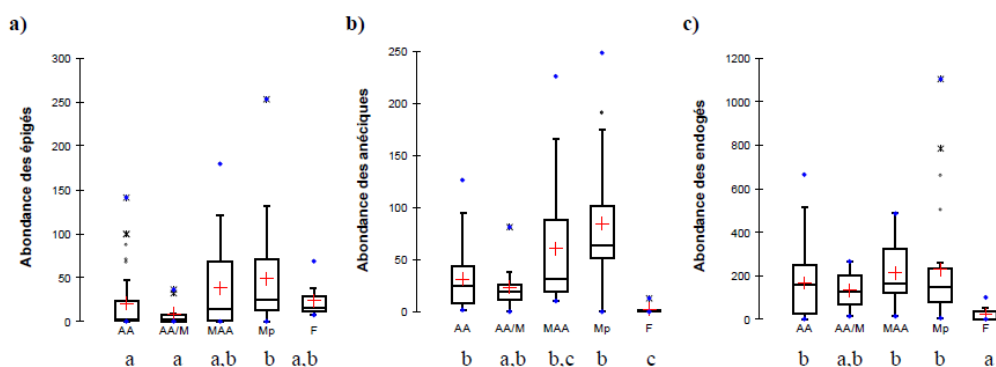 a)
Abondance des épigés
300
250
200
150
100
50
0
AA AA/M MAA Mp F
a a a,b b a,b
b)
Abondance des anéciques
250
200
150
100
50
0
AA AA/M MAA Mp F
b a,b b,c b c
c)
Abondance des endogés
1200
1000
800
600
400
200
0
AA AA/M MAA Mp F
b a,b b b a